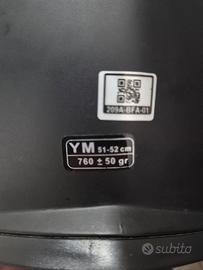 209A-BFA-01
YM 51-52 cm
760 ± 50 gr
subito